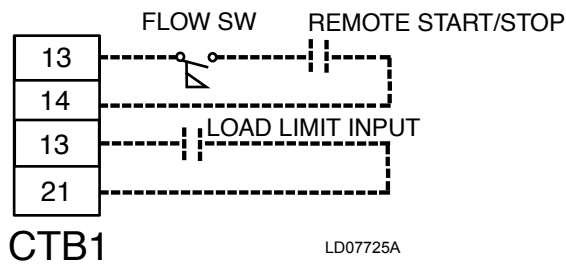 FLOW SW REMOTE START/STOP
13
14
13 LOAD LIMIT INPUT
21
CTB1 LD07725A